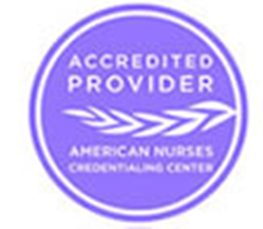 ACCREDITED
PROVIDER
AMERICAN NURSES
CREDENTIALING CENTER